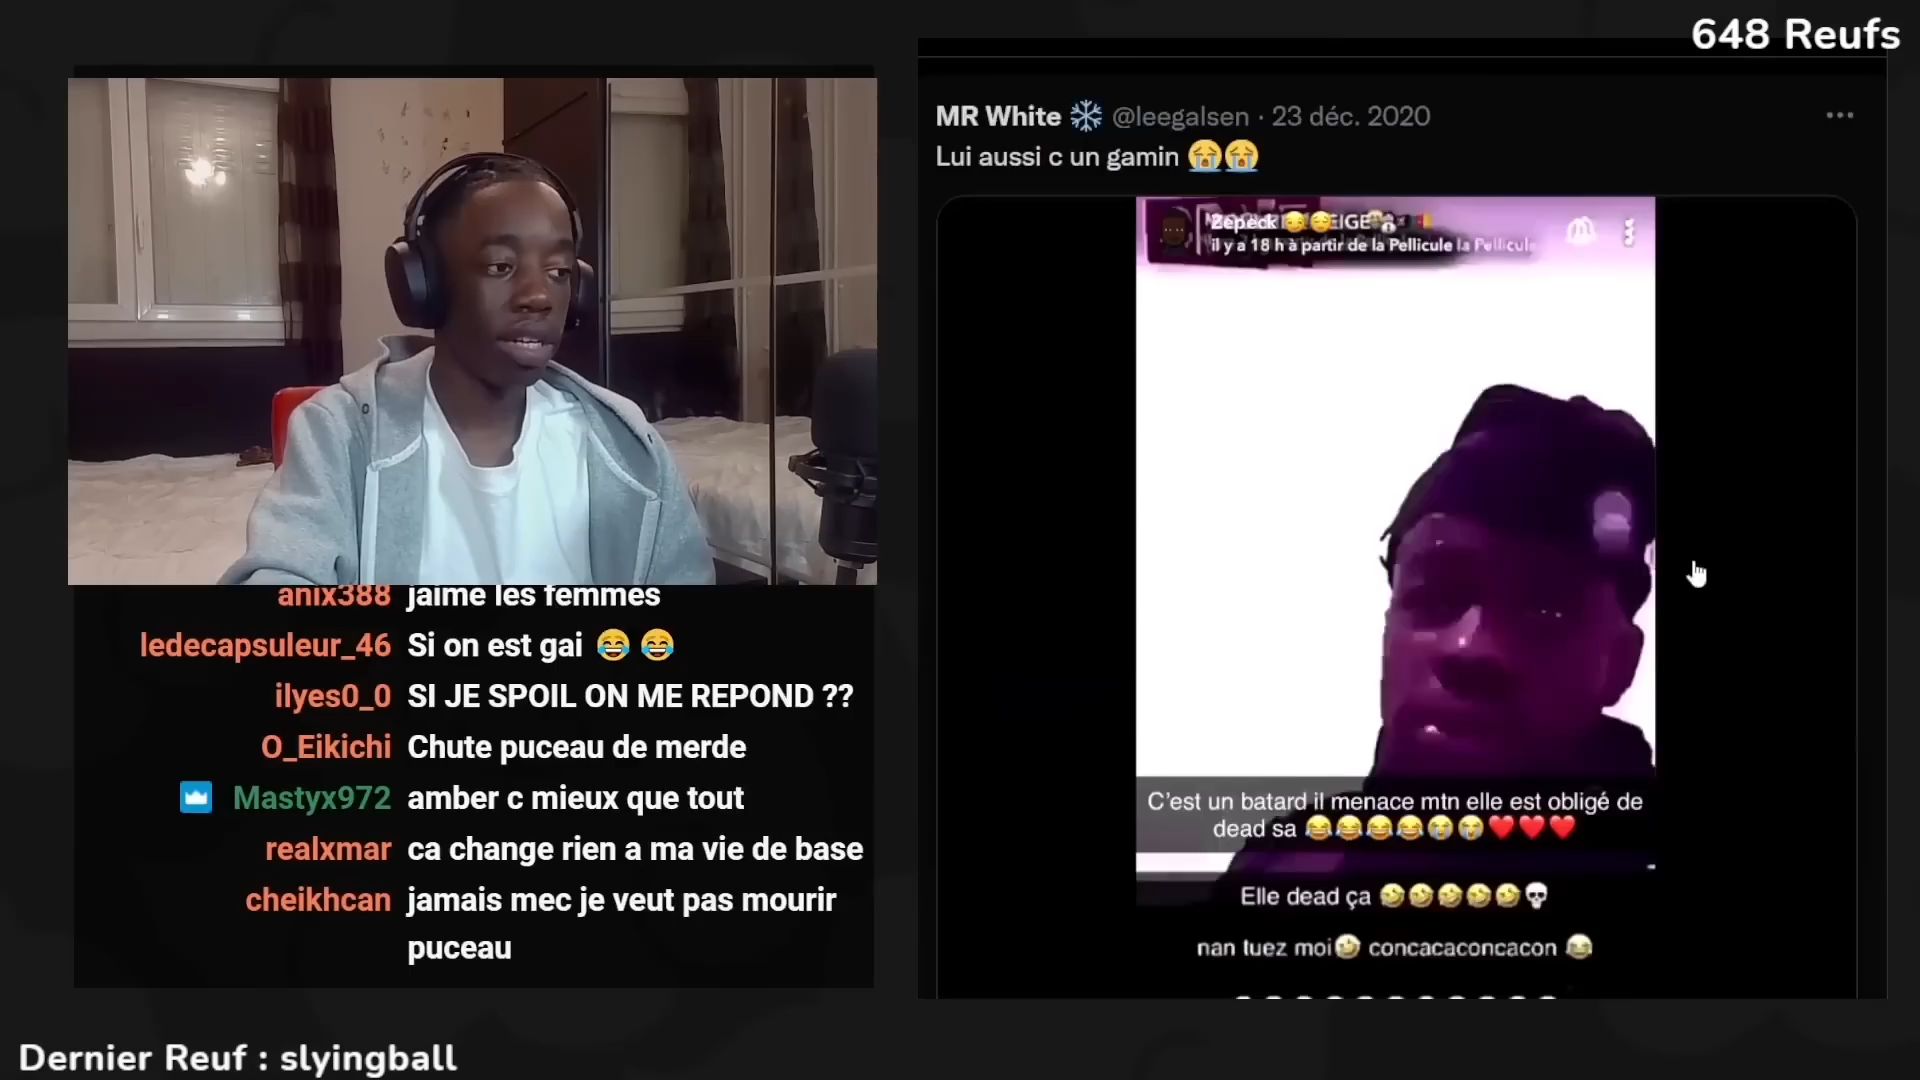 648 Reufs
MR White ❄️ @leegalsen · 23 déc. 2020
Lui aussi c un gamin 😭😭
Zepeck 😏😌
il y a 18 h à partir de la Pellicule la Pellicule
C'est un batard il menace mtn elle est obligé de
dead sa 😂😂😂😂😭😭❤️❤️❤️
Elle dead ça 🤣🤣🤣🤣🤣💀
nan tuez moi🤣 concacaconcacon 😂
anix388 jaime les femmes
ledecapsuleur_46 Si on est gai 😂 😂
ilyes0_0 SI JE SPOIL ON ME REPOND ??
O_Eikichi Chute puceau de merde
Mastyx972 amber c mieux que tout
realxmar ca change rien a ma vie de base
cheikhcan jamais mec je veut pas mourir
puceau
Dernier Reuf : slyingball